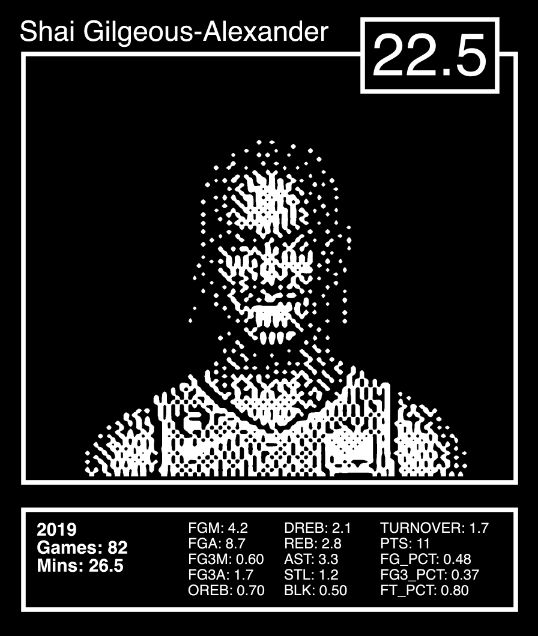 Shai Gilgeous-Alexander
22.5
2019
Games: 82
Mins: 26.5
FGM: 4.2
FGA: 8.7
FG3M: 0.60
FG3A: 1.7
OREB: 0.70
DREB: 2.1
REB: 2.8
AST: 3.3
STL: 1.2
BLK: 0.50
TURNOVER: 1.7
PTS: 11
FG_PCT: 0.48
FG3_PCT: 0.37
FT_PCT: 0.80